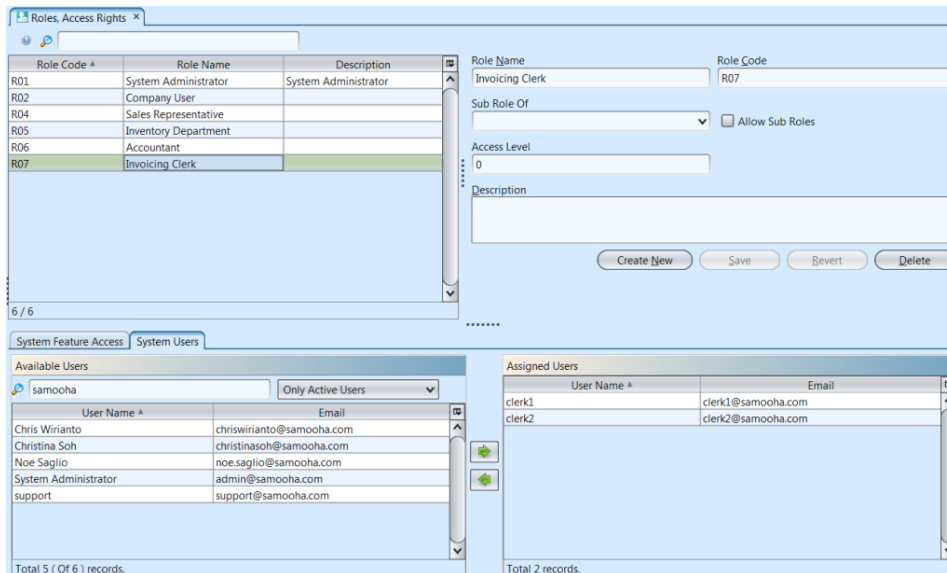 Roles, Access Rights ×
Role Code Role Name Description
R01 System Administrator System Administrator
R02 Company User
R04 Sales Representative
R05 Inventory Department
R06 Accountant
R07 Invoicing Clerk
6 / 6
Role Name Role Code
Invoicing Clerk R07
Sub Role Of
Allow Sub Roles
Access Level
0
Description
Create New Save Revert Delete
System Feature Access System Users
Available Users
samooha Only Active Users
User Name Email
Chris Wirianto chriswirianto@samooha.com
Christina Soh christinasoh@samooha.com
Noe Saglio noe.saglio@samooha.com
System Administrator admin@samooha.com
support support@samooha.com
Total 5 ( Of 6 ) records.
Assigned Users
User Name Email
clerk1 clerk1@samooha.com
clerk2 clerk2@samooha.com
Total 2 records.